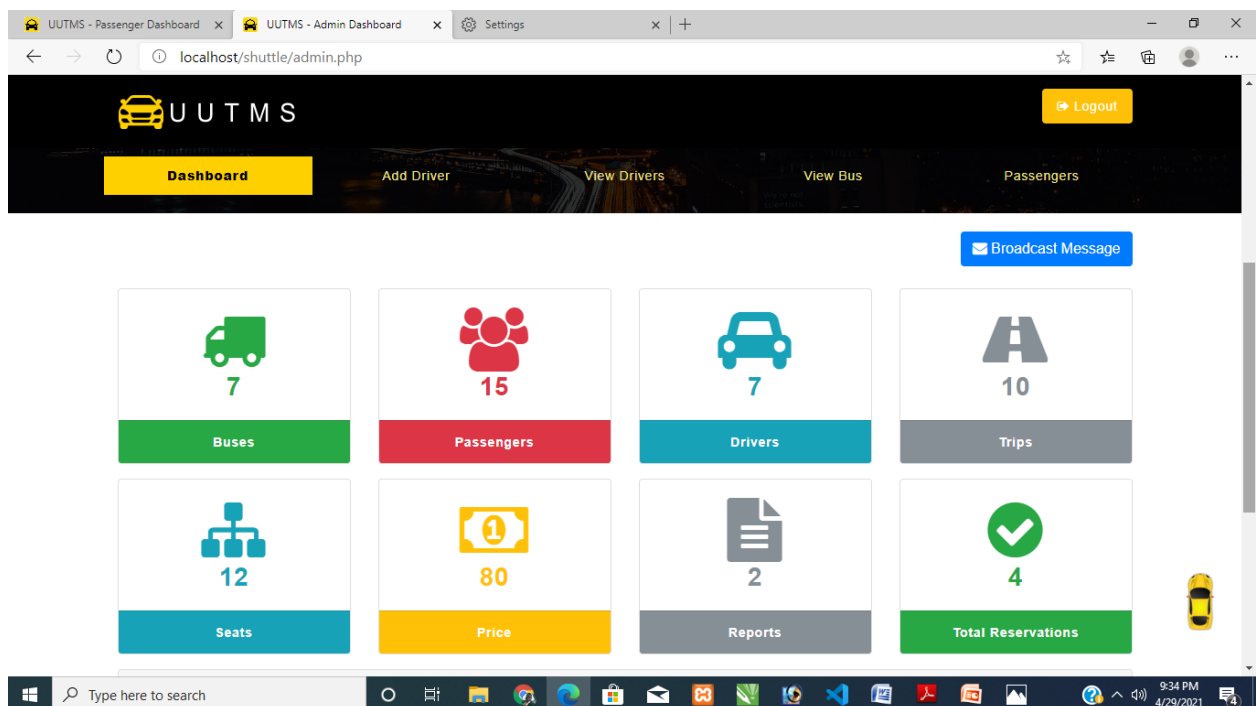 UUTMS - Passenger Dashboard
UUTMS - Admin Dashboard
Settings
localhost/shuttle/admin.php
UUTMS
Logout
Dashboard
Add Driver
View Drivers
View Bus
Passengers
Broadcast Message
7
15
7
10
Buses
Passengers
Drivers
Trips
12
1
80
2
4
Seats
Price
Reports
Total Reservations
Type here to search
9:34 PM
4/29/2021
4